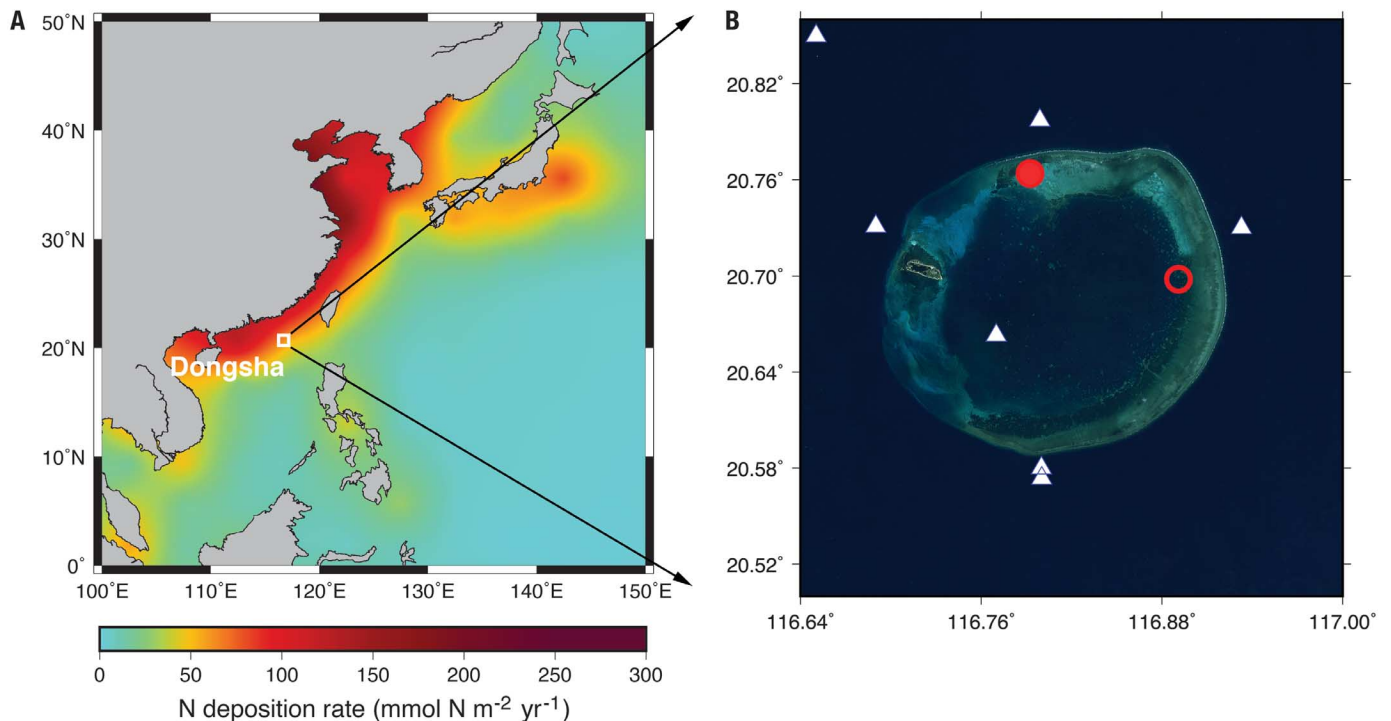 A
50°N
40°N
30°N
20°N
10°N
0°
100°E
110°E
120°E
130°E
140°E
150°E
Dongsha
0
50
100
150
200
250
300
N deposition rate (mmol N m⁻² yr⁻¹)
B
20.82°
20.76°
20.70°
20.64°
20.58°
20.52°
116.64°
116.76°
116.88°
117.00°